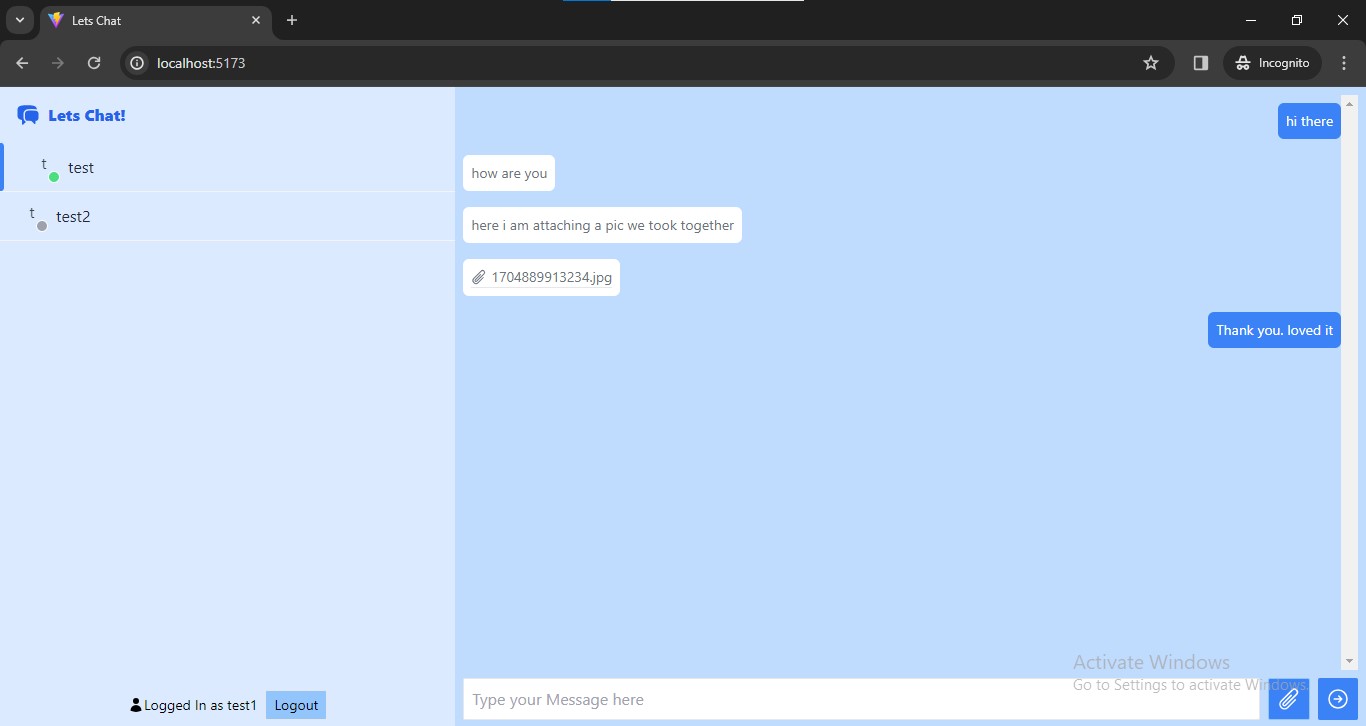 Lets Chat
localhost:5173
Incognito
Lets Chat!
t
test
t
test2
Logged In as test1
Logout
hi there
how are you
here i am attaching a pic we took together
1704889913234.jpg
Thank you. loved it
Activate Windows
Go to Settings to activate Windows.
Type your Message here